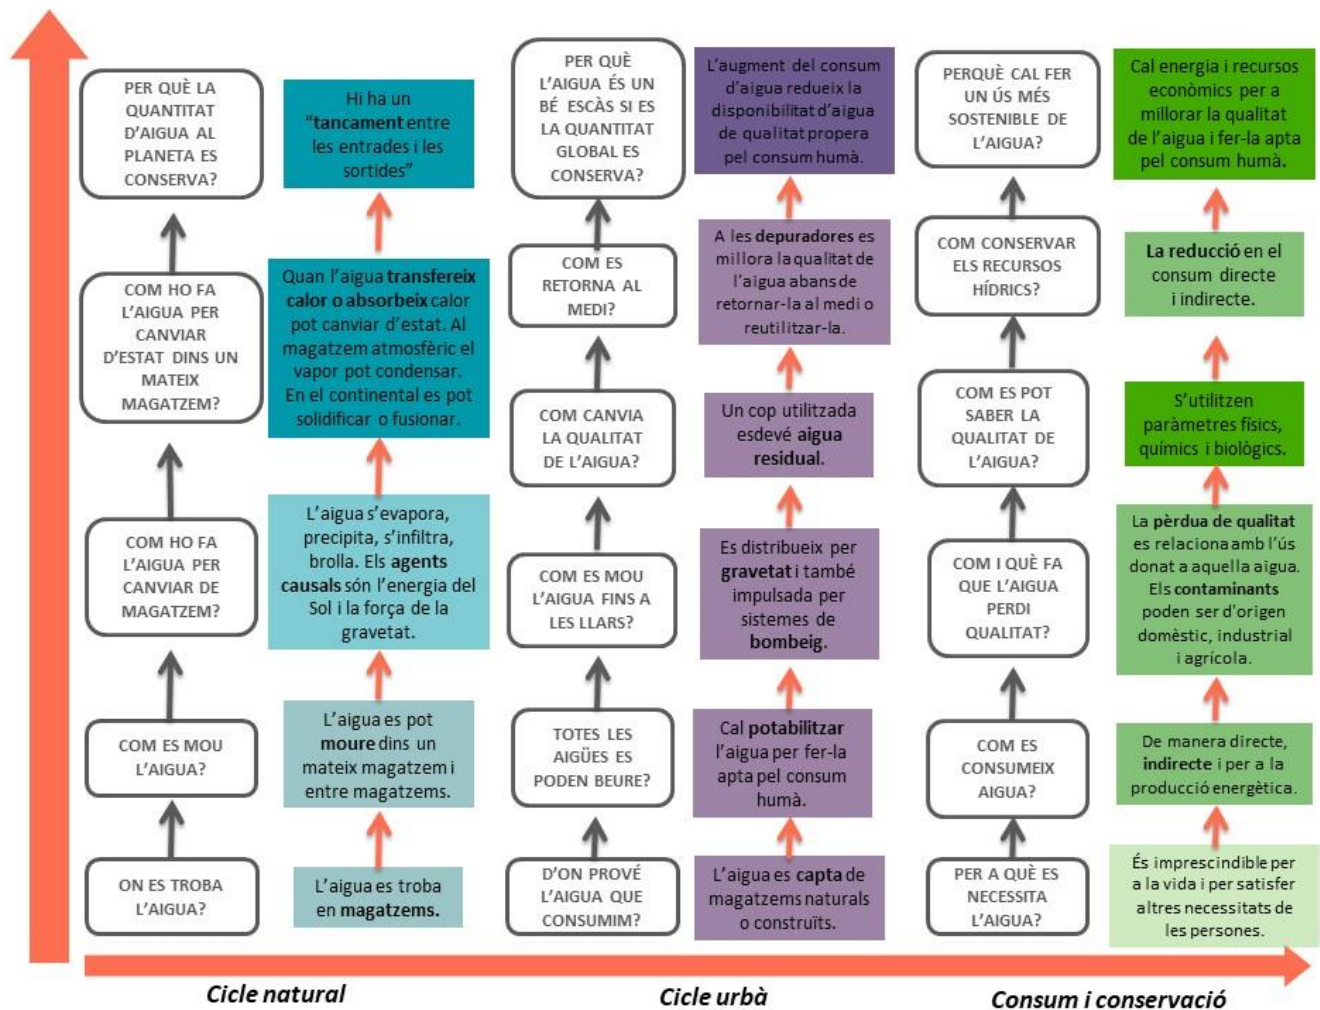 PER QUÈ LA
QUANTITAT
D'AIGUA AL
PLANETA ES
CONSERVA?
Hi ha un
"tancament entre
les entrades i les
sortides"
COM HO FA
L'AIGUA PER
CANVIAR
D'ESTAT DINS UN
MATEIX
MAGATZEM?
Quan l'aigua transfereix
calor o absorbeix calor
pot canviar d'estat. Al
magatzem atmosfèric el
vapor pot condensar.
En el continental es pot
solidificar o fusionar.
COM HO FA
L'AIGUA PER
CANVIAR DE
MAGATZEM?
L'aigua s'evapora,
precipita, s'infiltra,
brolla. Els agents
causals són l'energia del
Sol i la força de la
gravetat.
COM ES MOU
L'AIGUA?
L'aigua es pot
moure dins un
mateix magatzem i
entre magatzems.
ON ES TROBA
L'AIGUA?
L'aigua es troba
en magatzems.
Cicle natural
PER QUÈ
L'AIGUA ÉS UN
BÉ ESCÀS SI ES
LA QUANTITAT
GLOBAL ES
CONSERVA?
L'augment del consum
d'aigua redueix la
disponibilitat d'aigua
de qualitat propera
pel consum humà.
COM ES
RETORNA AL
MEDI?
A les depuradores es
millora la qualitat de
l'aigua abans de
retornar-la al medi o
reutilitzar-la.
COM CANVIA
LA QUALITAT
DE L'AIGUA?
Un cop utilitzada
esdevé aigua
residual.
COM ES MOU
L'AIGUA FINS A
LES LLARS?
Es distribueix per
gravetat i també
impulsada per
sistemes de
bombeig.
TOTES LES
AIGÜES ES
PODEN BEURE?
Cal potabilitzar
l'aigua per fer-la
apta pel consum
humà.
D'ON PROVÉ
L'AIGUA QUE
CONSUMIM?
L'aigua es capta de
magatzems naturals
o construïts.
Cicle urbà
PERQUÈ CAL FER
UN ÚS MÉS
SOSTENIBLE DE
L'AIGUA?
Cal energia i recursos
econòmics per a
millorar la qualitat
de l'aigua i fer-la apta
pel consum humà.
COM CONSERVAR
ELS RECURSOS
HÍDRICS?
La reducció en el
consum directe
i indirecte.
COM ES POT
SABER LA
QUALITAT DE
L'AIGUA?
S'utilitzen
paràmetres físics,
químics i biològics.
COM I QUÈ FA
QUE L'AIGUA
PERDI
QUALITAT?
La pèrdua de qualitat
es relaciona amb l'ús
donat a aquella aigua.
Els contaminants
poden ser d'origen
domèstic, industrial
i agrícola.
COM ES
CONSUMEIX
AIGUA?
De manera directe,
indirecte i per a la
producció energètica.
PER A QUÈ ES
NECESSITA
L'AIGUA?
És imprescindible per
a la vida i per satisfer
altres necessitats de
les persones.
Consum i conservació